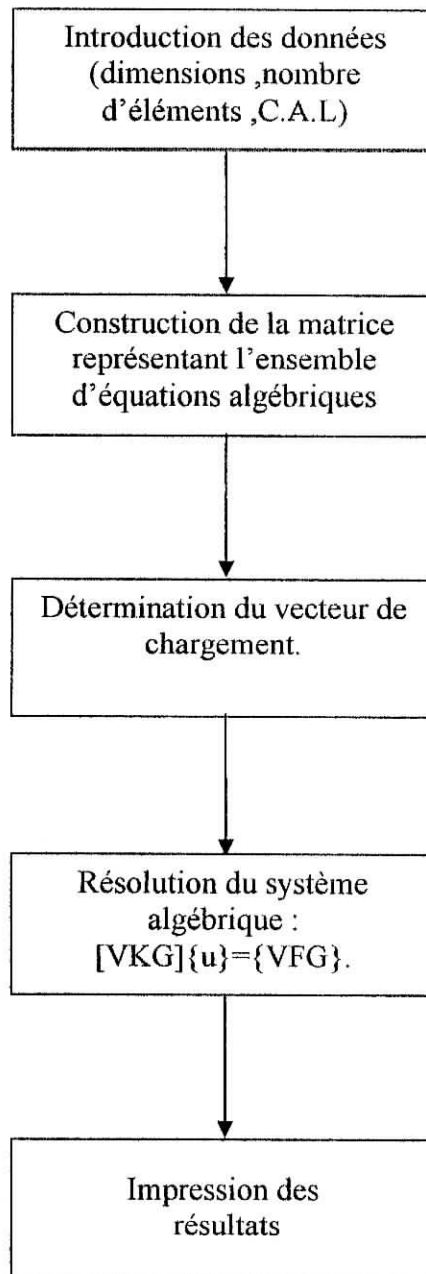 Introduction des données
(dimensions ,nombre
d’éléments ,C.A.L)
Construction de la matrice
représentant l’ensemble
d’équations algébriques
Détermination du vecteur de
chargement.
Résolution du système
algébrique :
[VKG]{u}={VFG}.
Impression des
résultats